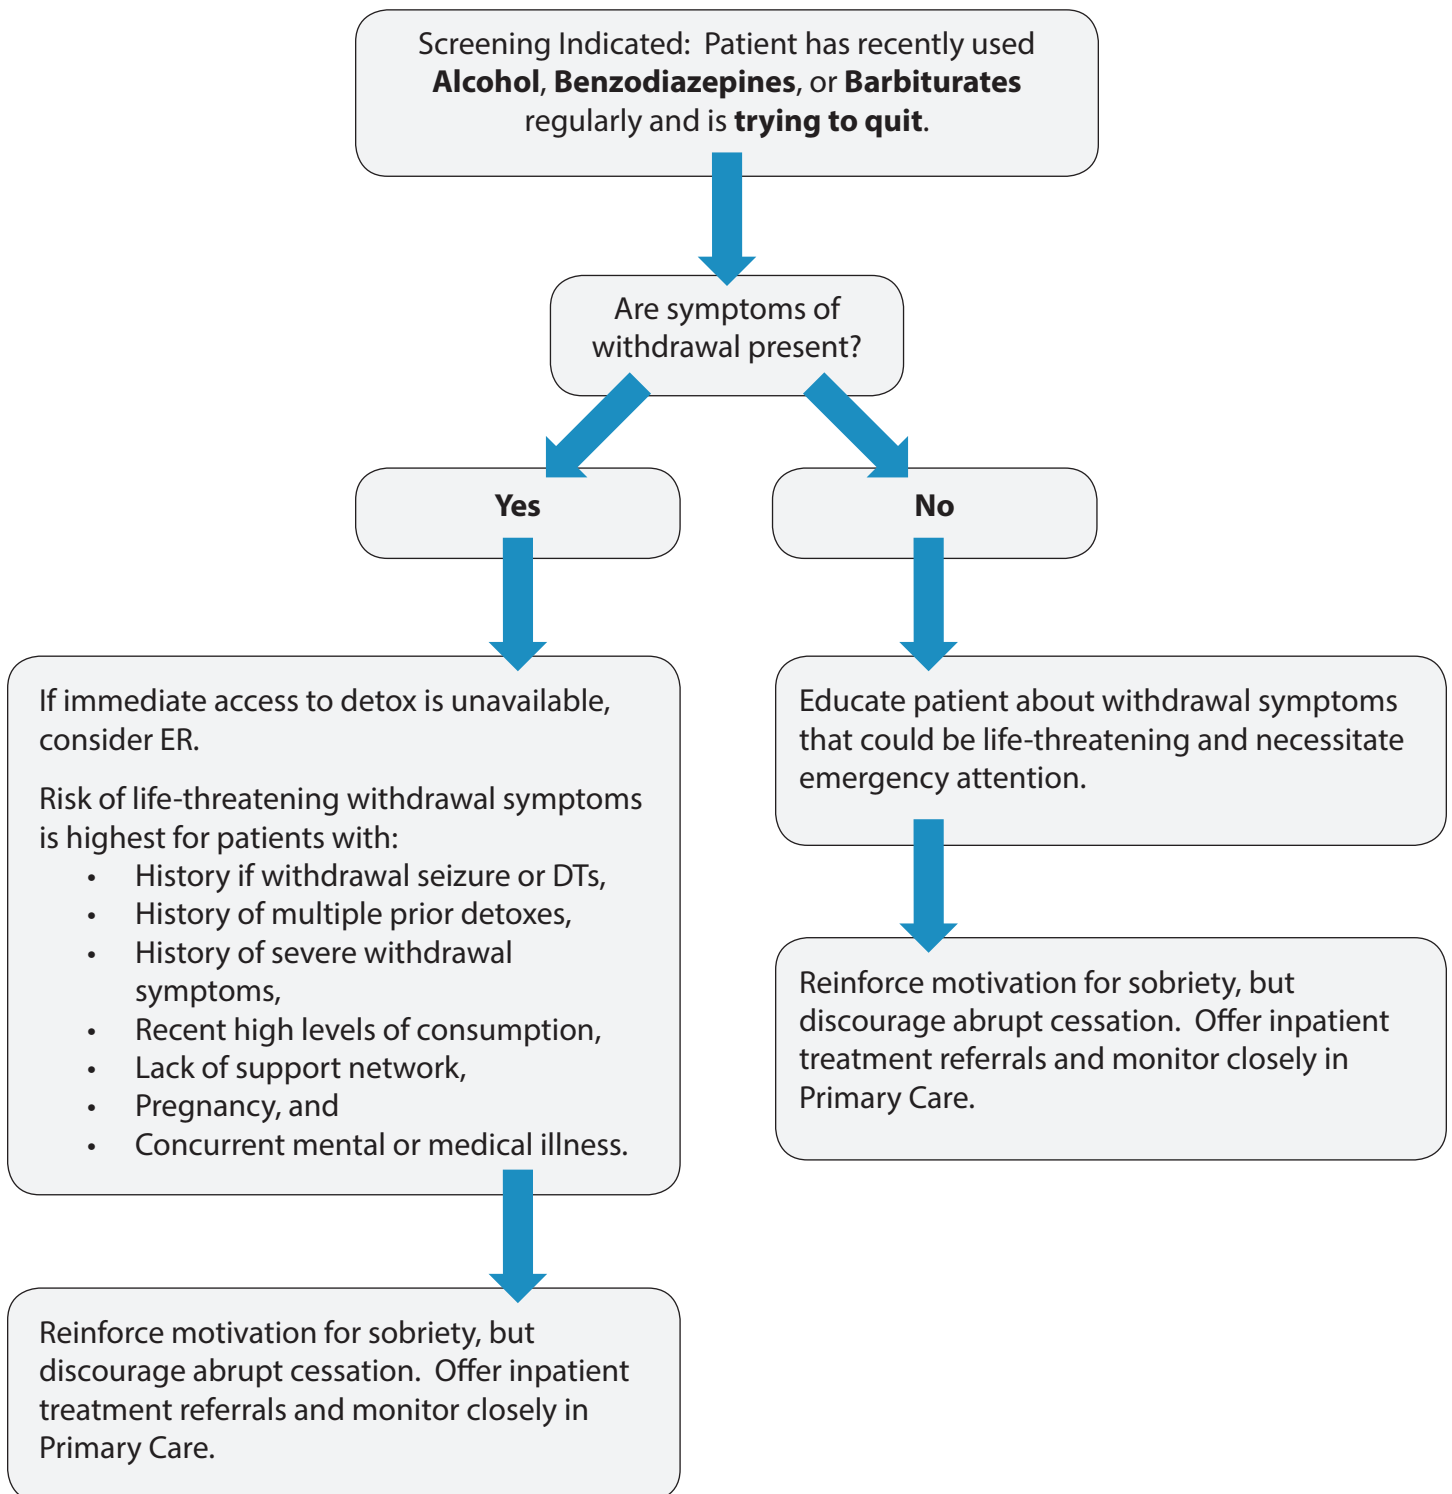 Screening Indicated:  Patient has recently used
Alcohol, Benzodiazepines, or Barbiturates
regularly and is trying to quit.
Are symptoms of
withdrawal present?
Yes
No
If immediate access to detox is unavailable,
consider ER.
Risk of life-threatening withdrawal symptoms
is highest for patients with:
• History if withdrawal seizure or DTs,
• History of multiple prior detoxes,
• History of severe withdrawal
symptoms,
• Recent high levels of consumption,
• Lack of support network,
• Pregnancy, and
• Concurrent mental or medical illness.
Educate patient about withdrawal symptoms
that could be life-threatening and necessitate
emergency attention.
Reinforce motivation for sobriety, but
discourage abrupt cessation.  Offer inpatient
treatment referrals and monitor closely in
Primary Care.
Reinforce motivation for sobriety, but
discourage abrupt cessation.  Offer inpatient
treatment referrals and monitor closely in
Primary Care.